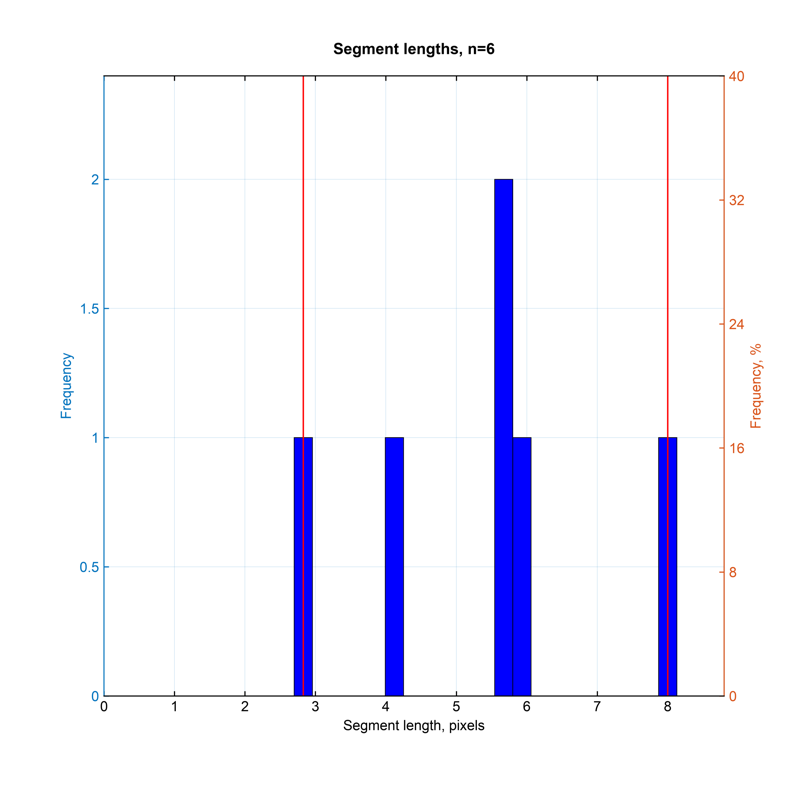 Segment lengths, n=6
Frequency
2
1.5
1
0.5
0
40
32
24
16
8
0
Frequency, %
0 1 2 3 4 5 6 7 8
Segment length, pixels